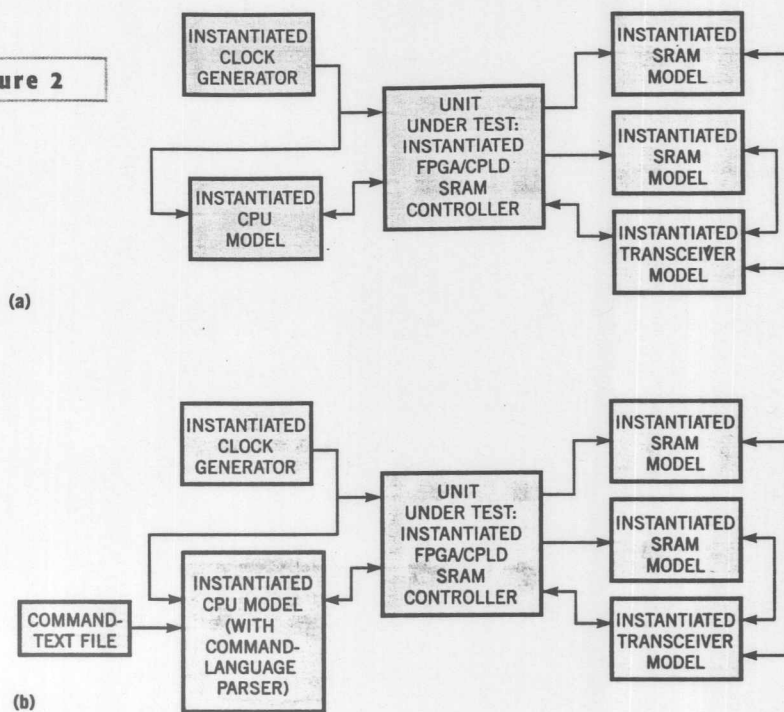 ure 2
INSTANTIATED
CLOCK
GENERATOR
INSTANTIATED
CPU
MODEL
UNIT
UNDER TEST:
INSTANTIATED
FPGA/CPLD
SRAM
CONTROLLER
INSTANTIATED
SRAM
MODEL
INSTANTIATED
SRAM
MODEL
INSTANTIATED
TRANSCEIVER
MODEL
(a)
INSTANTIATED
CLOCK
GENERATOR
COMMAND-
TEXT FILE
INSTANTIATED
CPU MODEL
(WITH
COMMAND-
LANGUAGE
PARSER)
UNIT
UNDER TEST:
INSTANTIATED
FPGA/CPLD
SRAM
CONTROLLER
INSTANTIATED
SRAM
MODEL
INSTANTIATED
SRAM
MODEL
INSTANTIATED
TRANSCEIVER
MODEL
(b)